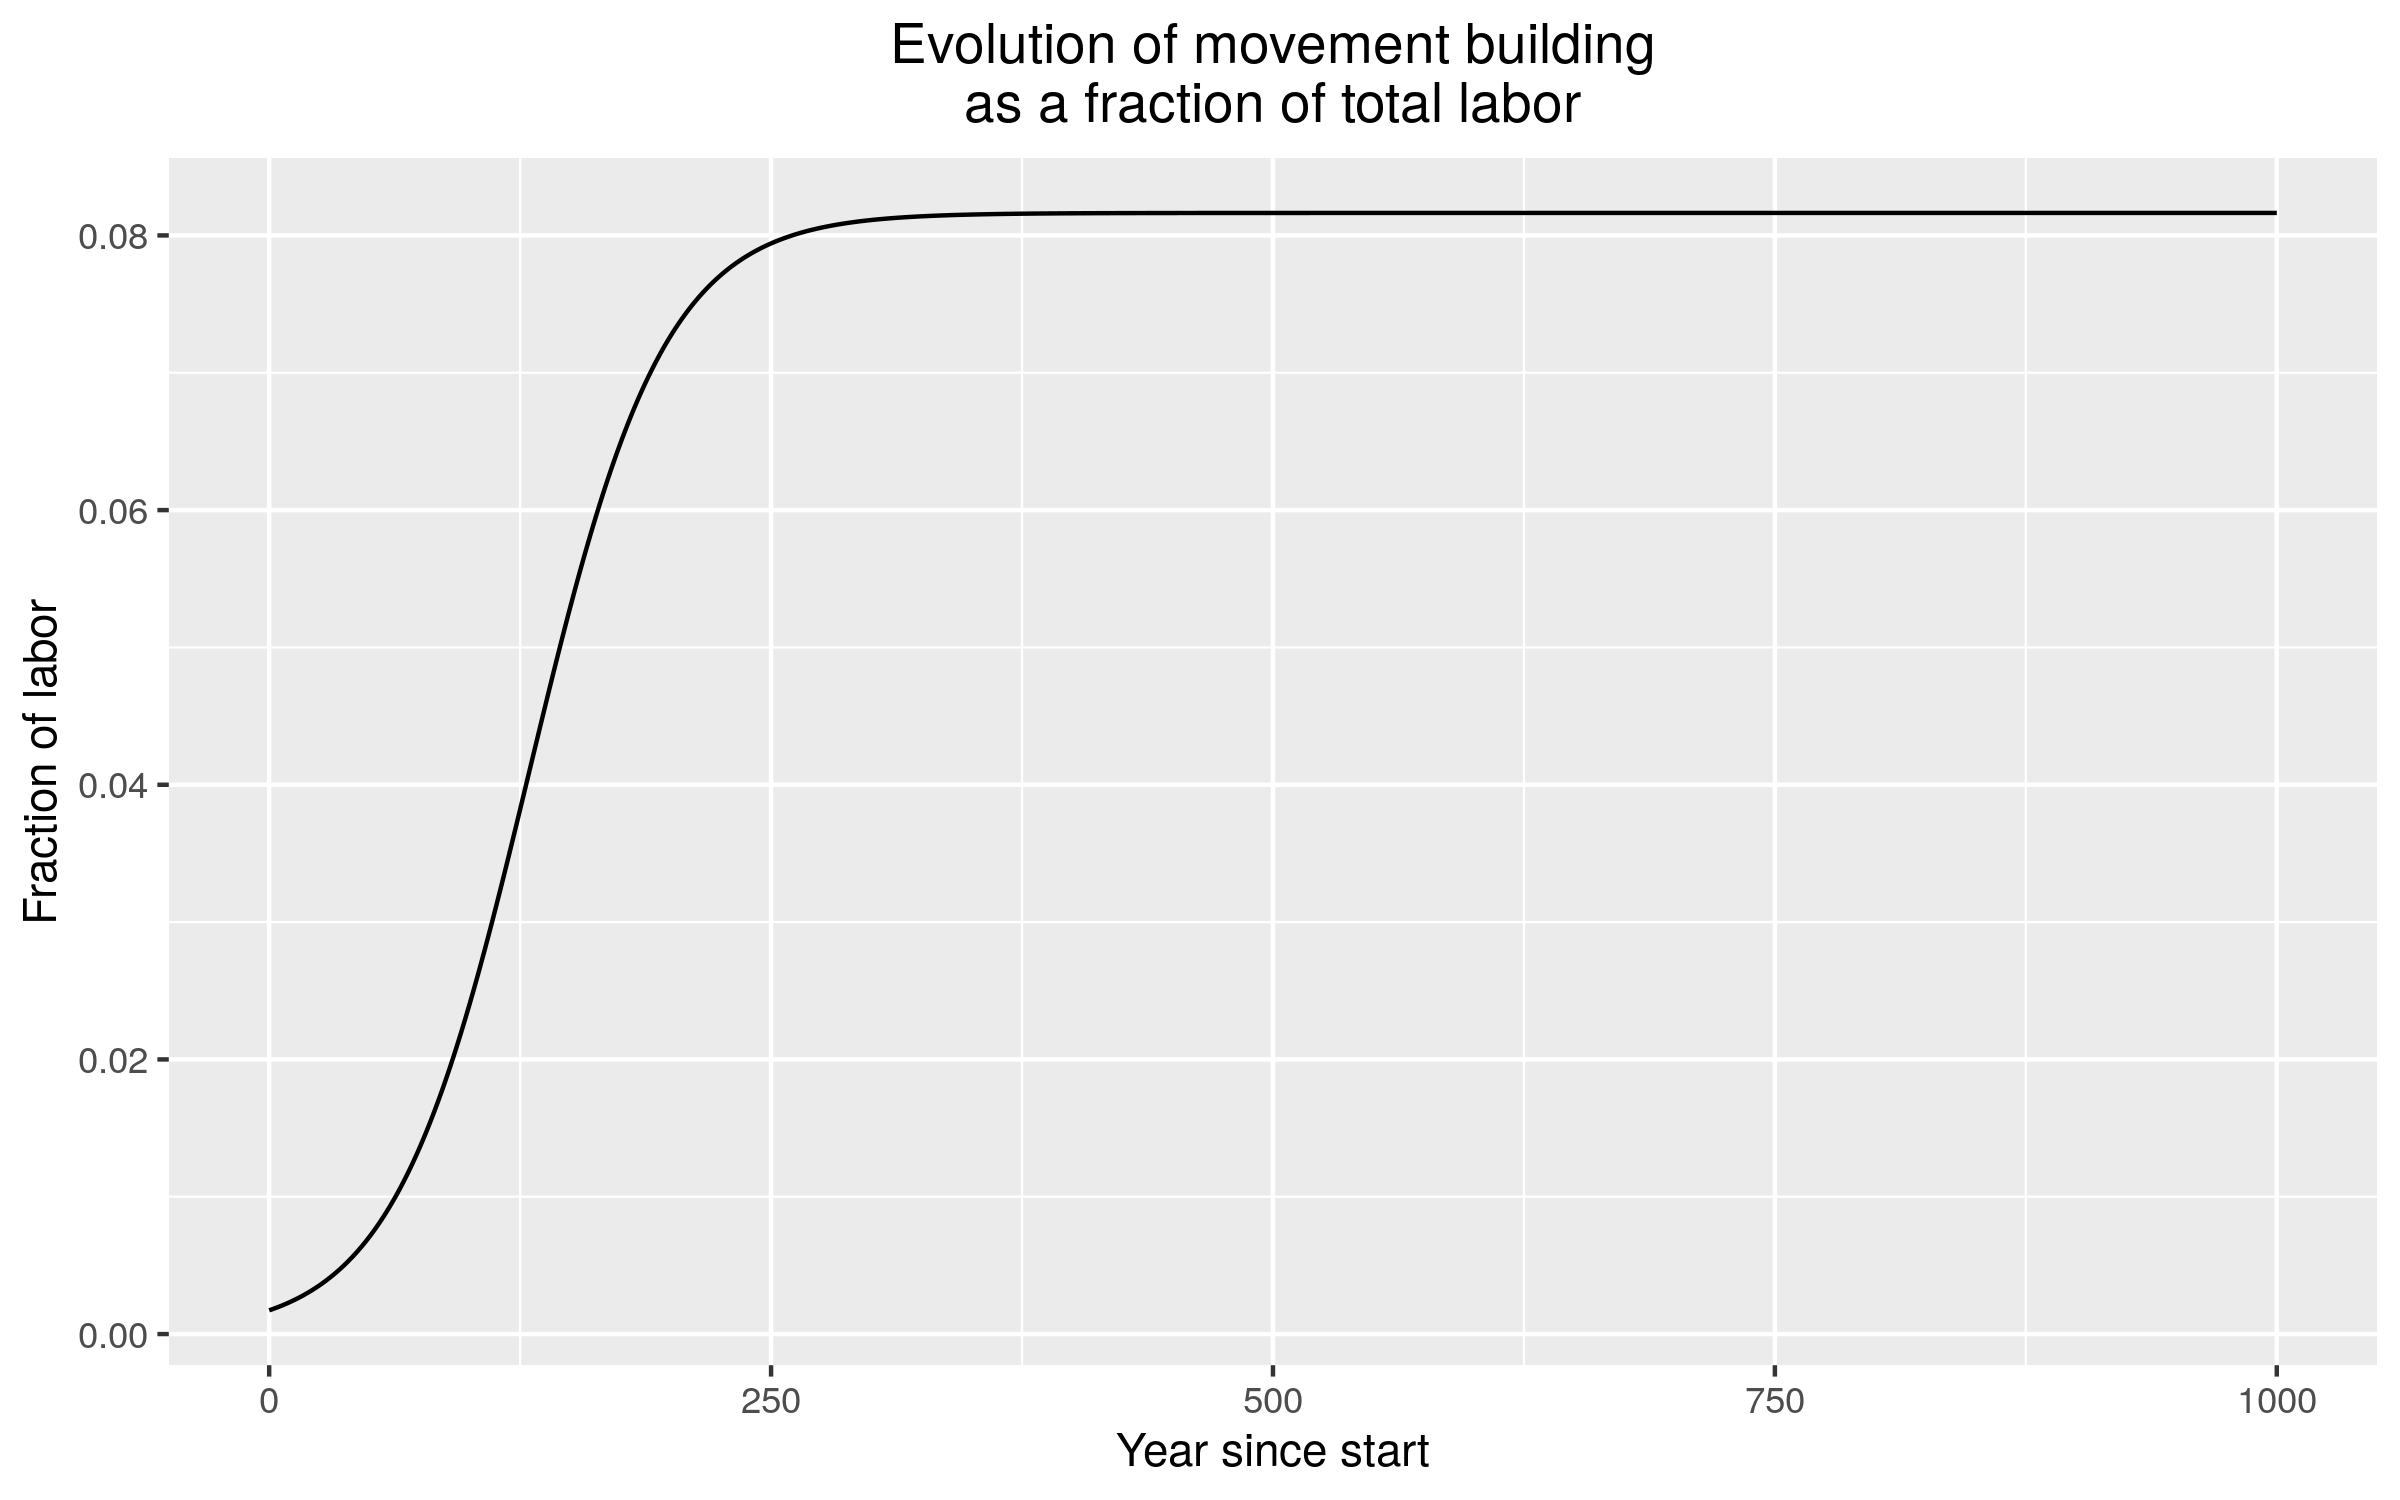 Evolution of movement building
as a fraction of total labor
Fraction of labor
0.08
0.06
0.04
0.02
0.00
0 250 500 750 1000
Year since start